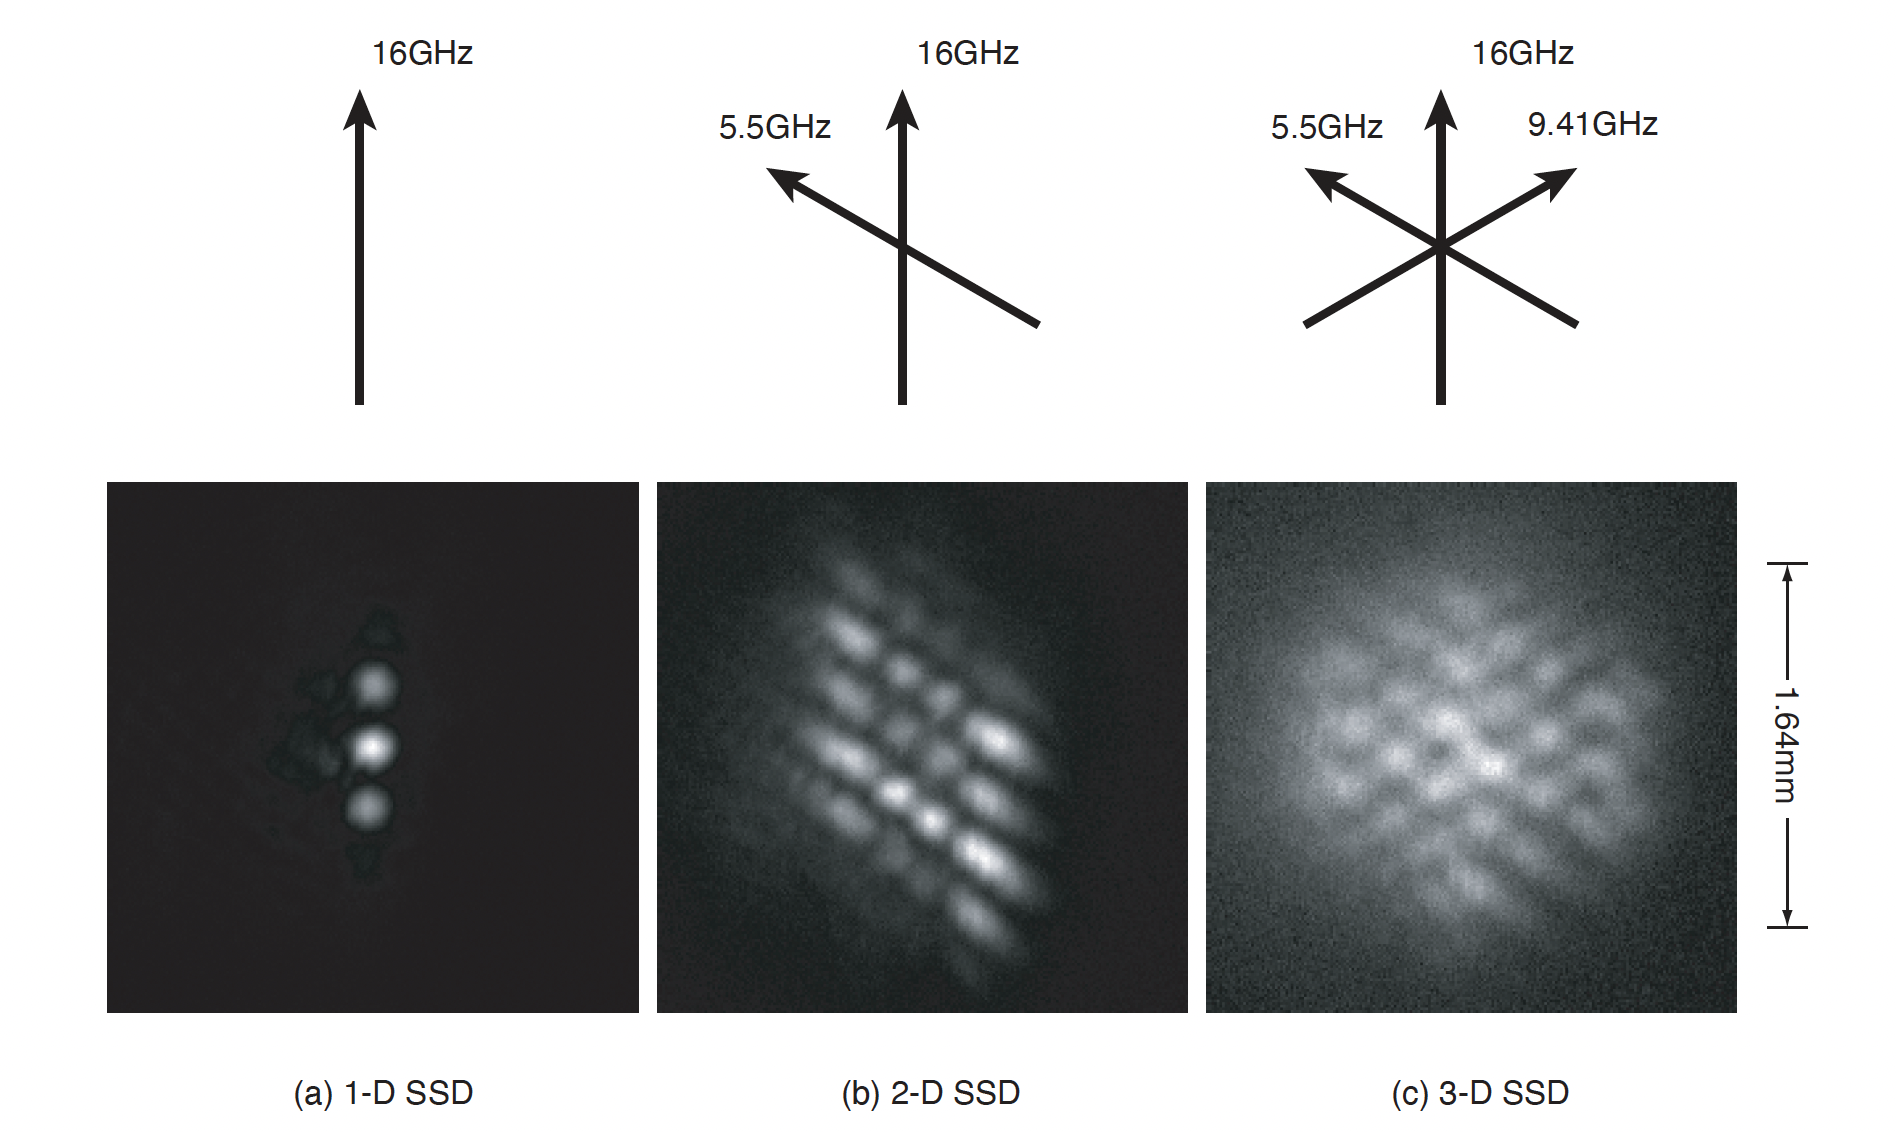 16GHz
16GHz
5.5GHz
16GHz
5.5GHz
9.41GHz
1.64mm
(a) 1-D SSD
(b) 2-D SSD
(c) 3-D SSD